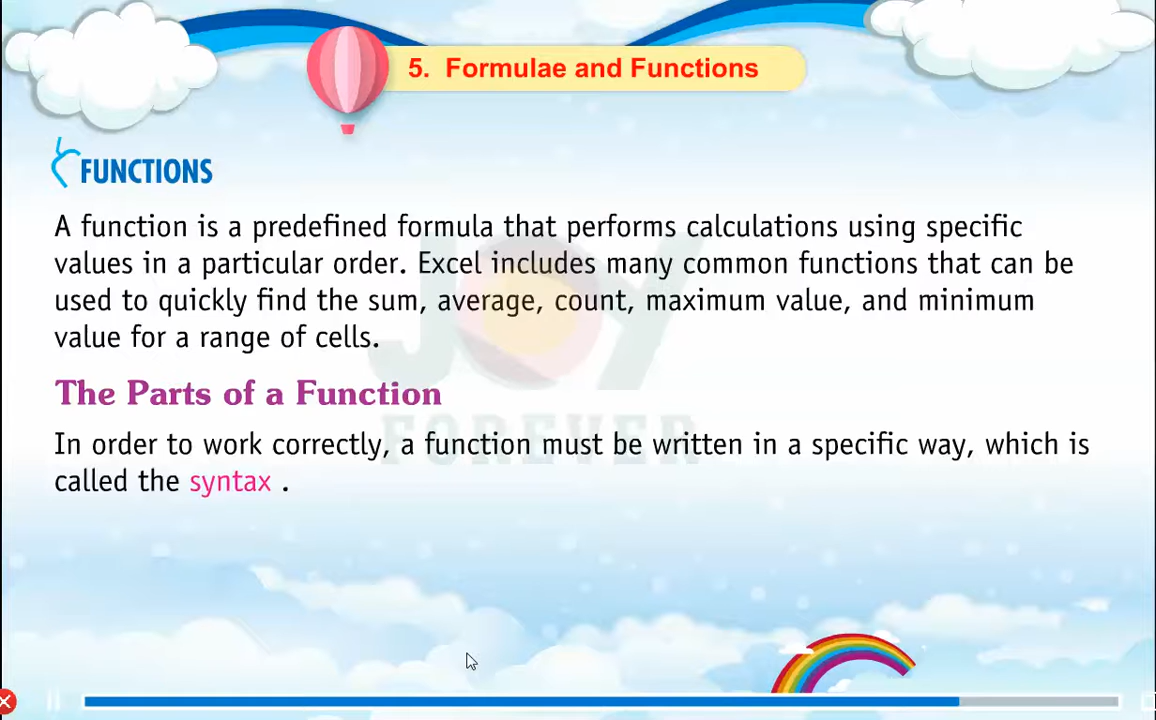 5. Formulae and Functions
FUNCTIONS
A function is a predefined formula that performs calculations using specific
values in a particular order. Excel includes many common functions that can be
used to quickly find the sum, average, count, maximum value, and minimum
value for a range of cells.
The Parts of a Function
In order to work correctly, a function must be written in a specific way, which is
called the syntax .
JOY
FOREVER